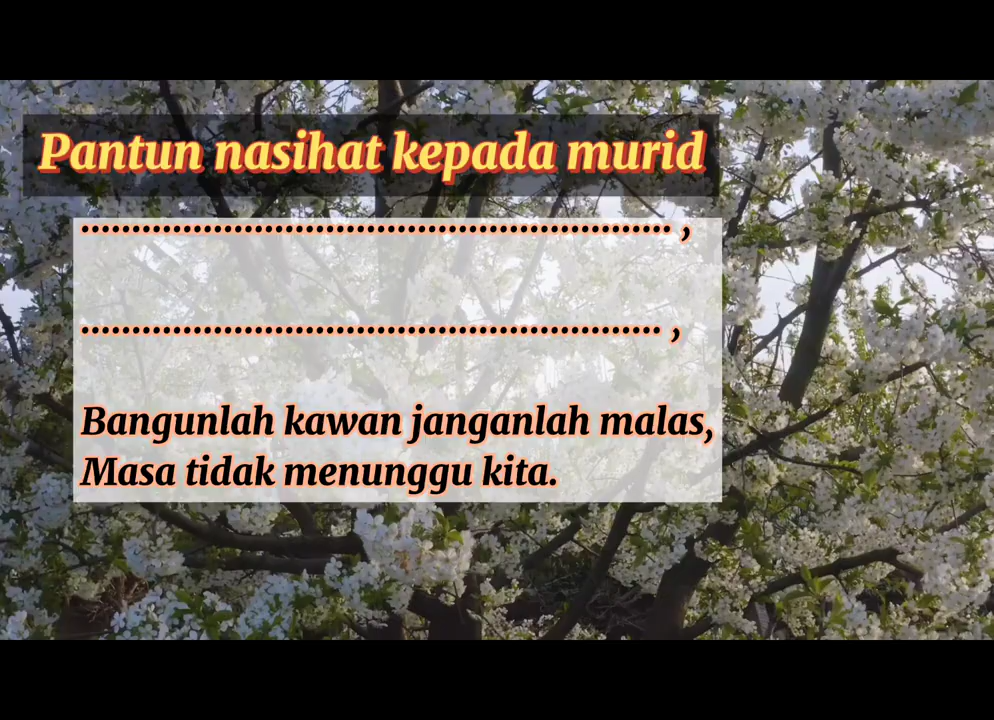 Pantun nasihat kepada murid
......................................................... ,
........................................................ ,
Bangunlah kawan janganlah malas,
Masa tidak menunggu kita.